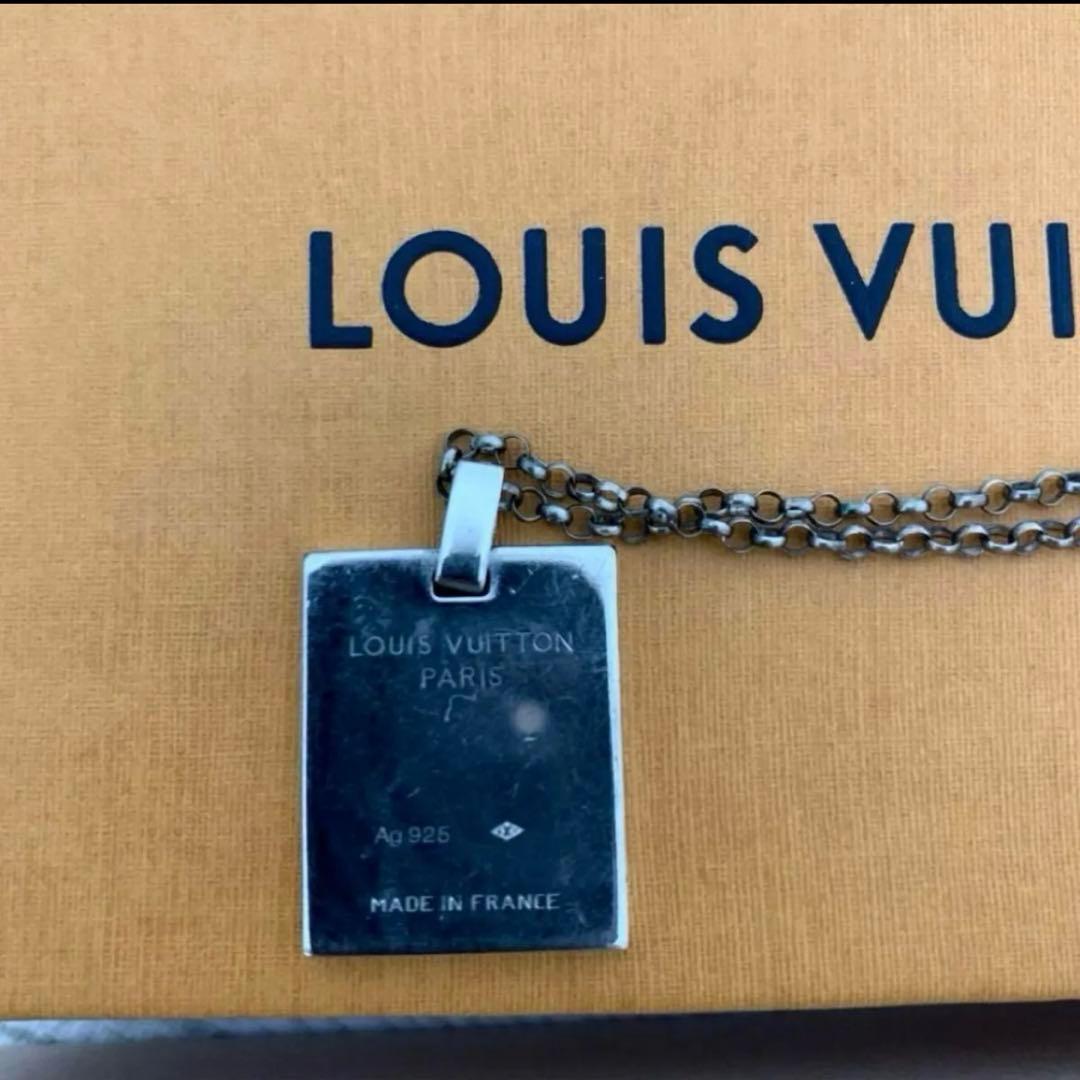 LOUIS VUI
LOUIS VUITTON
PARIS
Ag 925
MADE IN FRANCE